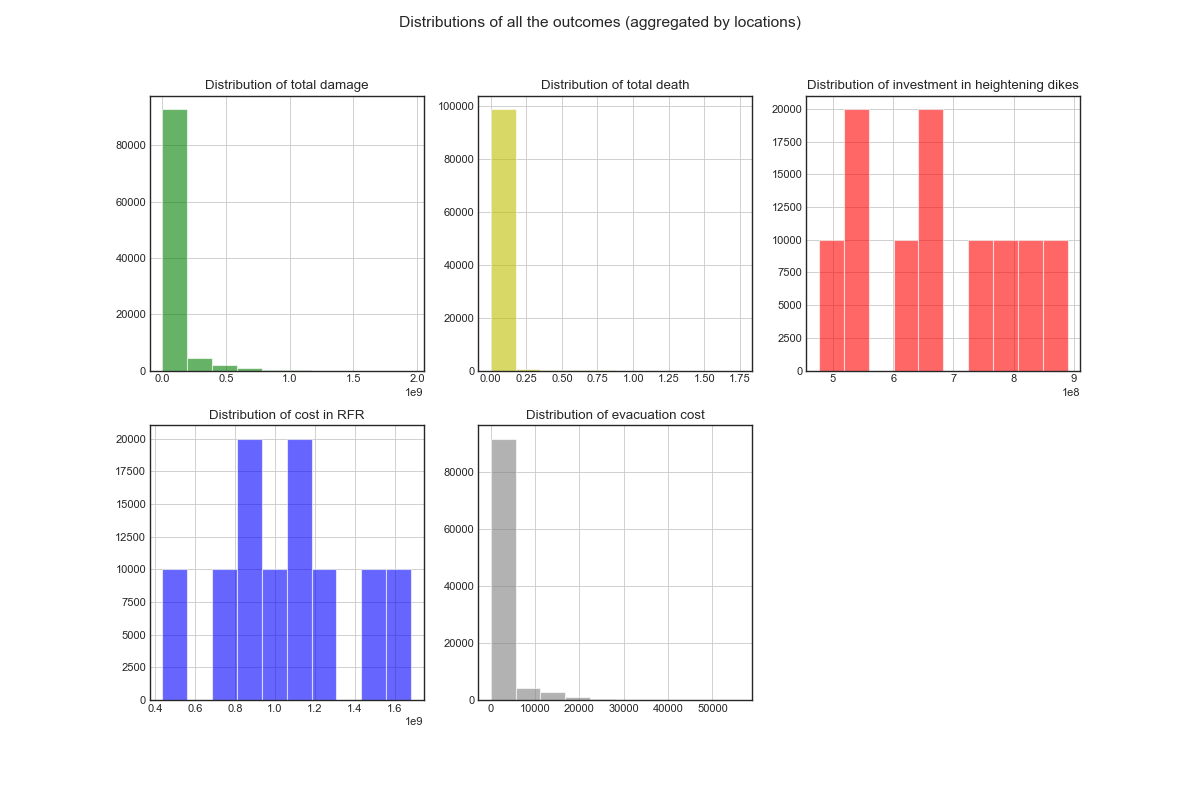 Distributions of all the outcomes (aggregated by locations)
Distribution of total damage
80000
60000
40000
20000
0
0.0 0.5 1.0 1.5 2.0
1e9
Distribution of total death
100000
80000
60000
40000
20000
0
0.00 0.25 0.50 0.75 1.00 1.25 1.50 1.75
Distribution of investment in heightening dikes
20000
17500
15000
12500
10000
7500
5000
2500
0
5 6 7 8 9
1e8
Distribution of cost in RFR
20000
17500
15000
12500
10000
7500
5000
2500
0
0.4 0.6 0.8 1.0 1.2 1.4 1.6
1e9
Distribution of evacuation cost
80000
60000
40000
20000
0
0 10000 20000 30000 40000 50000